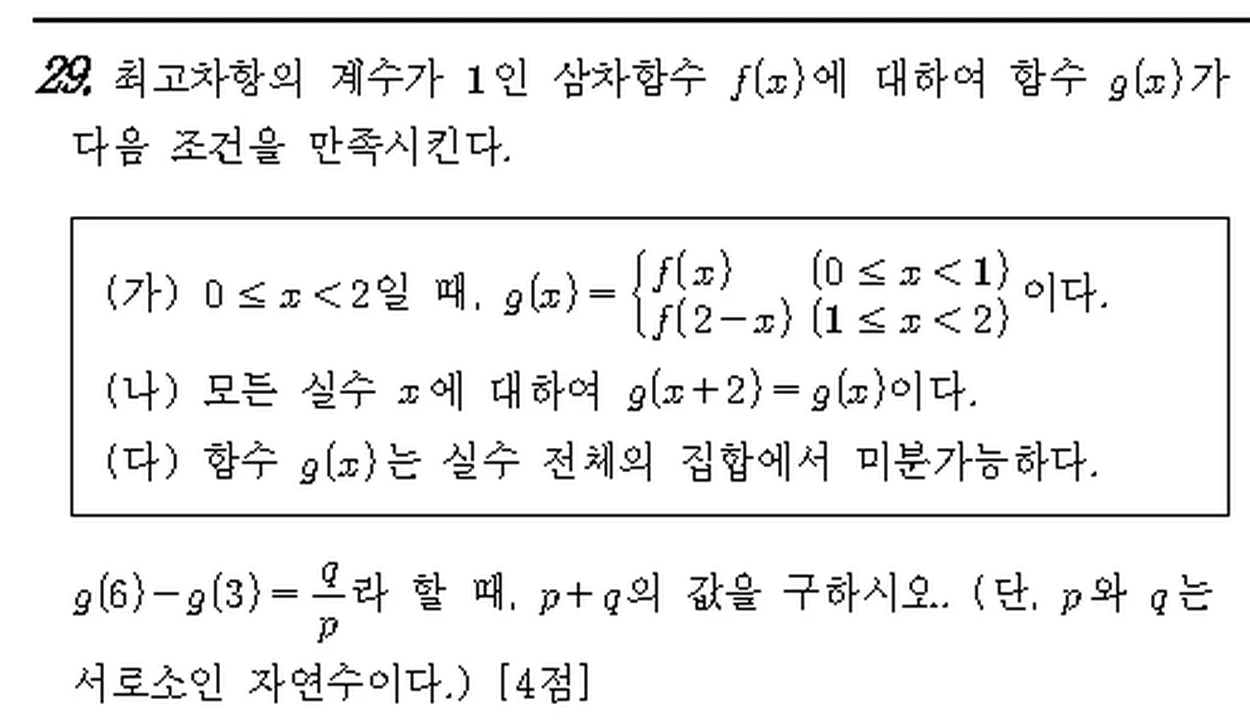 29. 최고차항의 계수가 1인 삼차함수 f(x)에 대하여 함수 g(x)가
다음 조건을 만족시킨다.
(가) 0 ≤ x < 2일 때, g(x) = { f(x) (0 ≤ x < 1) 이다.
f(2-x) (1 ≤ x < 2)
(나) 모든 실수 x에 대하여 g(x+2) = g(x)이다.
(다) 함수 g(x)는 실수 전체의 집합에서 미분가능하다.
g(6)-g(3) = q/p 라 할 때, p+q의 값을 구하시오.. (단, p와 q는
서로소인 자연수이다.) [4점]